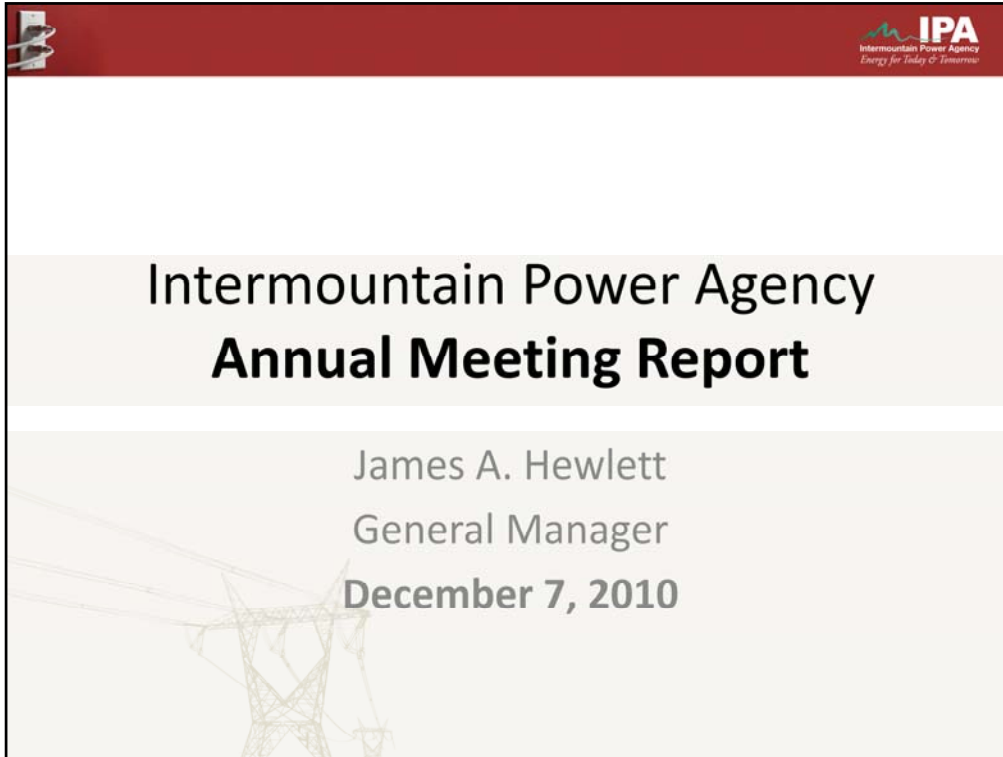 IPA
Intermountain Power Agency
Energy for Today & Tomorrow
Intermountain Power Agency
Annual Meeting Report
James A. Hewlett
General Manager
December 7, 2010